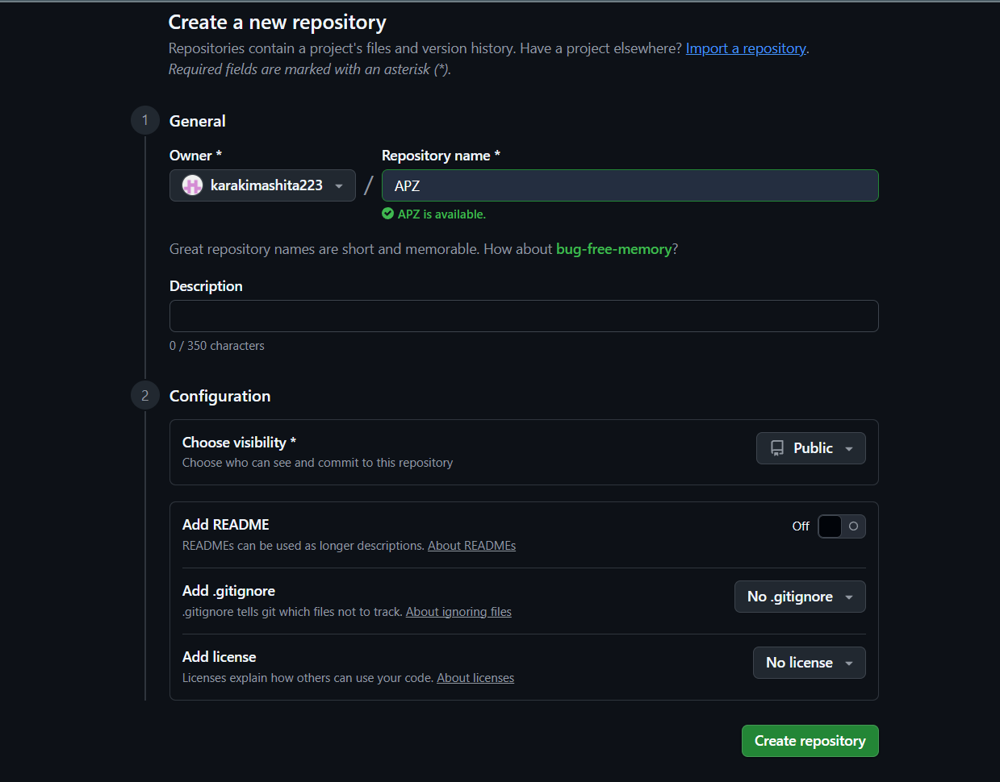 Create a new repository
Repositories contain a project's files and version history. Have a project elsewhere? Import a repository.
Required fields are marked with an asterisk (*).
1
General
Owner *
Repository name *
karakimashita223
/
APZ
APZ is available.
Great repository names are short and memorable. How about bug-free-memory?
Description
0 / 350 characters
2
Configuration
Choose visibility *
Choose who can see and commit to this repository
Public
Add README
READMEs can be used as longer descriptions. About READMEs
Off
Add .gitignore
.gitignore tells git which files not to track. About ignoring files
No .gitignore
Add license
Licenses explain how others can use your code. About licenses
No license
Create repository